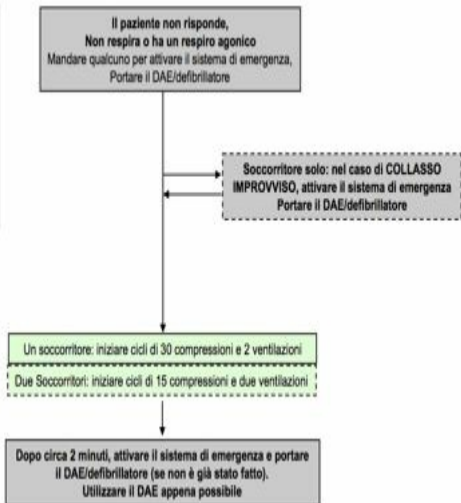 Il paziente non risponde,
Non respira o ha un respiro agonico
Mandare qualcuno per attivare il sistema di emergenza,
Portare il DAE/defibrillatore
Soccorritore solo: nel caso di COLLASSO
IMPROVVISO, attivare il sistema di emergenza
Portare il DAE/defibrillatore
Un soccorritore: iniziare cicli di 30 compressioni e 2 ventilazioni
Due Soccorritori: iniziare cicli di 15 compressioni e due ventilazioni
Dopo circa 2 minuti, attivare il sistema di emergenza e portare
il DAE/defibrillatore (se non è già stato fatto).
Utilizzare il DAE appena possibile